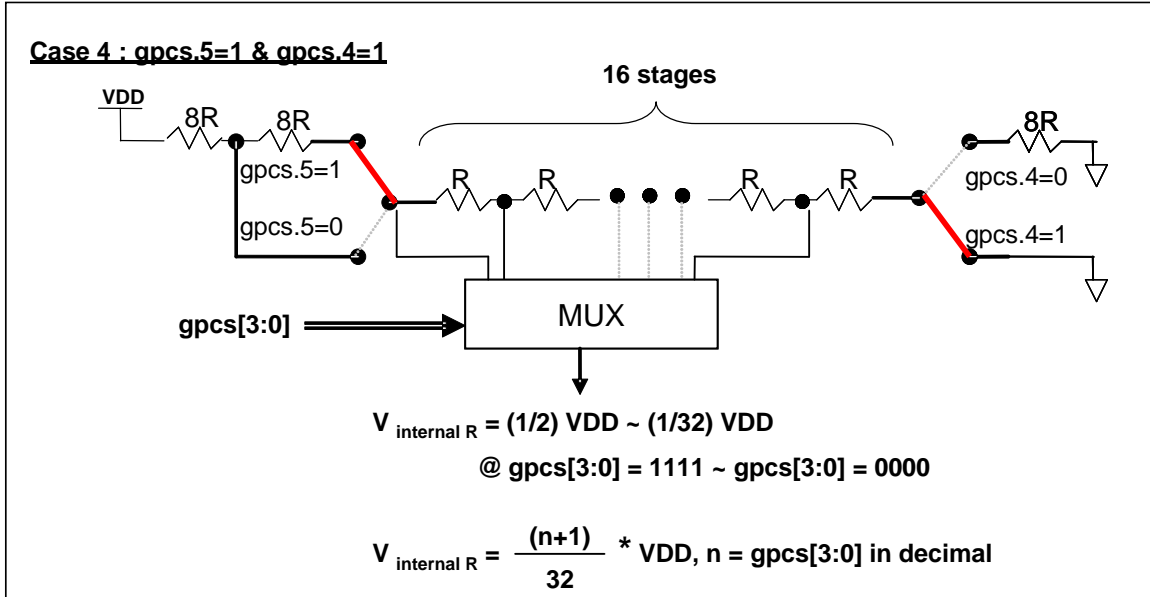 Case 4 : gpcs.5=1 & gpcs.4=1
16 stages
VDD
8R 8R 8R
gpcs.5=1
gpcs.4=0
R R R R
gpcs.5=0
gpcs.4=1
MUX
gpcs[3:0]
V internal R = (1/2) VDD ~ (1/32) VDD
@ gpcs[3:0] = 1111 ~ gpcs[3:0] = 0000
V internal R = (n+1) / 32 * VDD, n = gpcs[3:0] in decimal